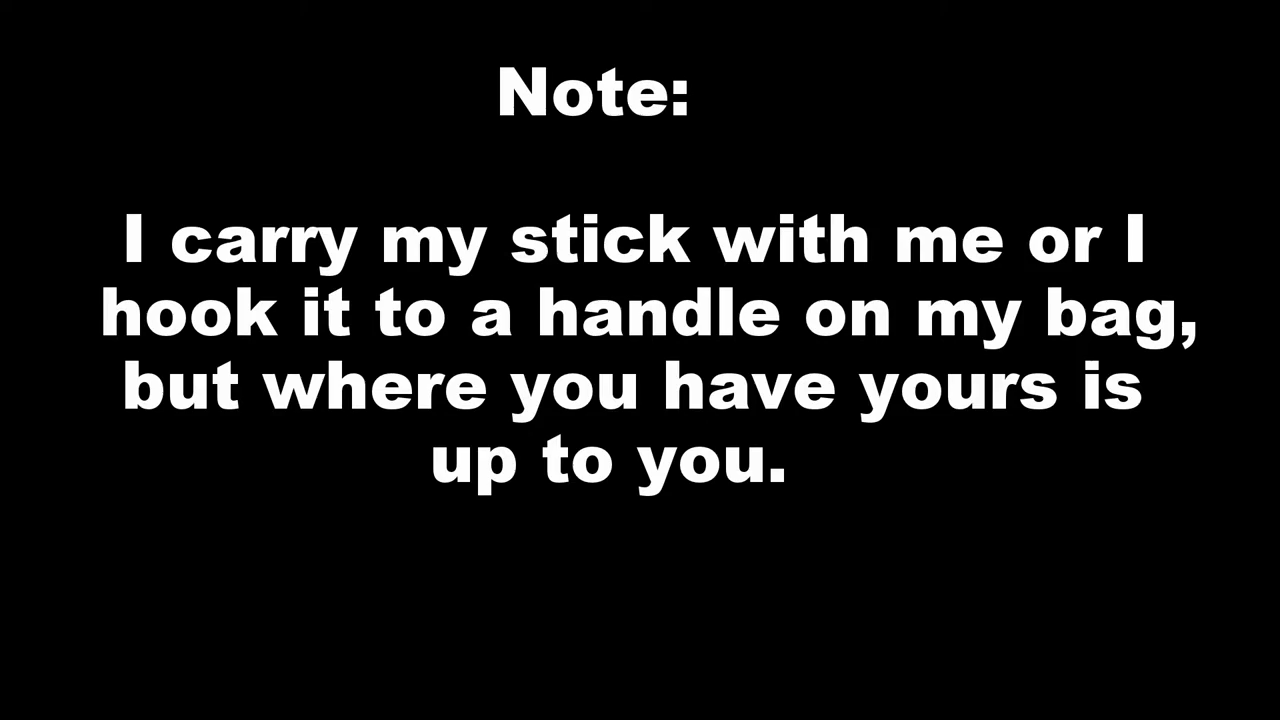 Note:
I carry my stick with me or I
hook it to a handle on my bag,
but where you have yours is
up to you.